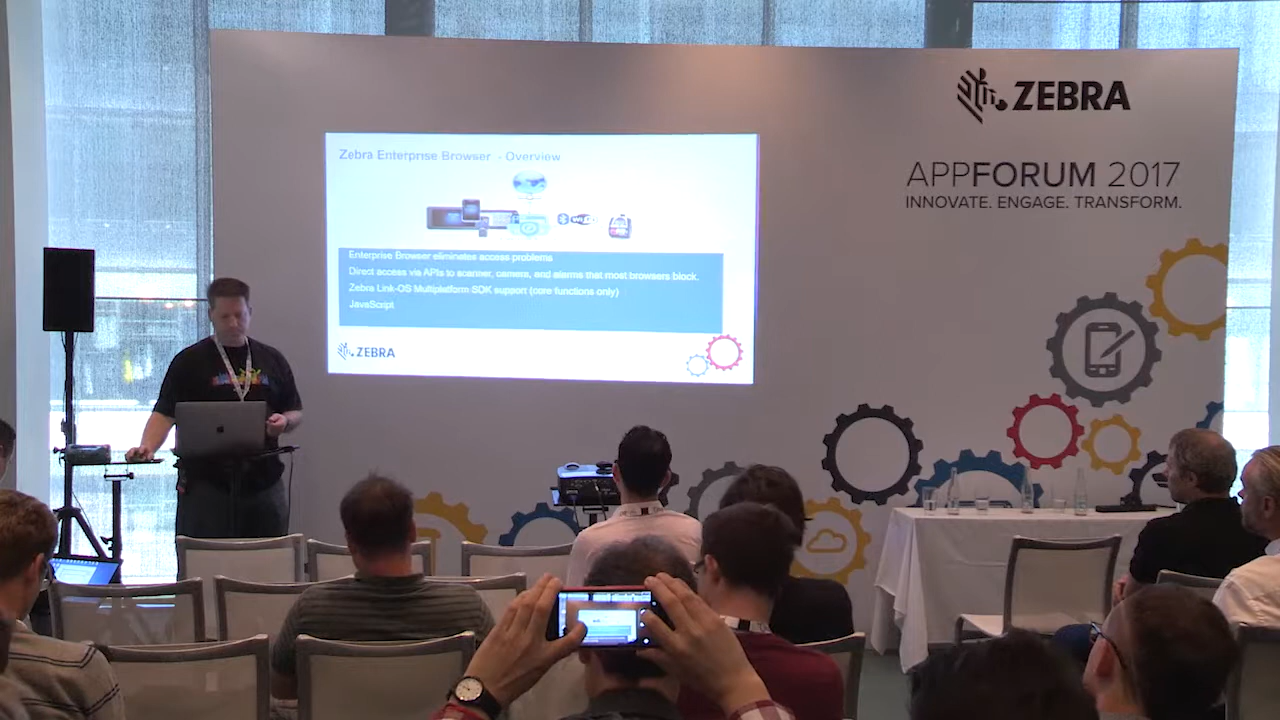 ZEBRA
APPFORUM 2017
INNOVATE. ENGAGE. TRANSFORM.
Zebra Enterprise Browser - Overview
Enterprise Browser eliminates access problems
Direct access via APIs to scanner, camera, and alarms that most browsers block.
Zebra Link-OS Multiplatform SDK support (core functions only)
JavaScript
ZEBRA